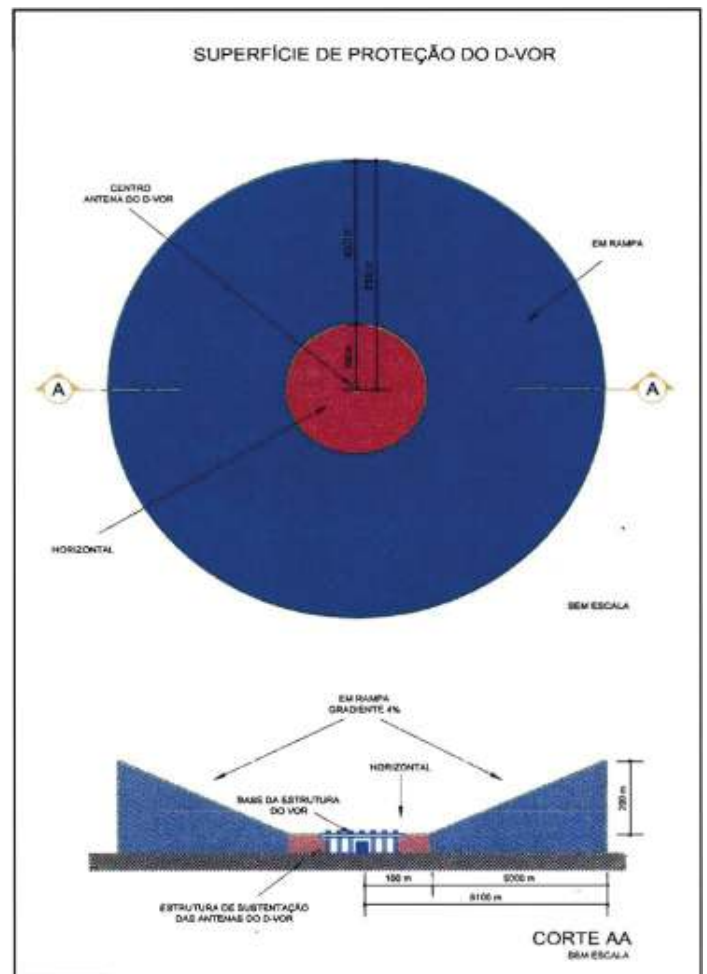 SUPERFÍCIE DE PROTEÇÃO DO D-VOR
CENTRO
ANTENA DO D-VOR
EM RAMPA
A
A
HORIZONTAL
SEM ESCALA
EM RAMPA
GRADIENTE 4%
HORIZONTAL
BASE DA ESTRUTURA
DO VOR
200 m
ESTRUTURA DE SUSTENTAÇÃO
DAS ANTENAS DO D-VOR
100 m
5000 m
5100 m
CORTE AA
SEM ESCALA